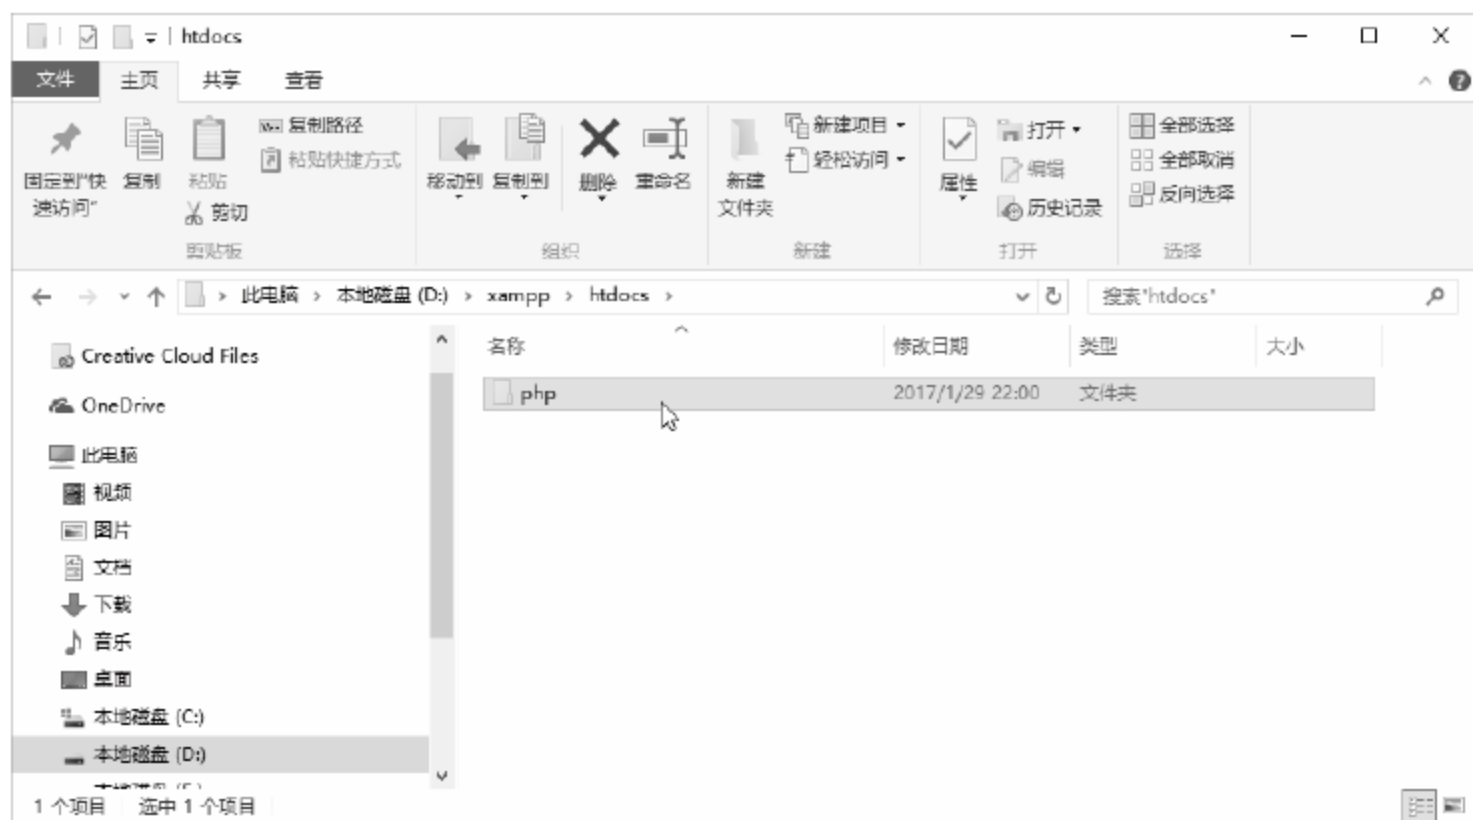 htdocs
文件 主页 共享 查看
固定到"快速访问"
复制
粘贴
复制路径
粘贴快捷方式
剪切
剪贴板
移动到 复制到 删除 重命名
组织
新建文件夹
新建项目
轻松访问
新建
属性
打开
编辑
历史记录
打开
全部选择
全部取消
反向选择
选择
此电脑 > 本地磁盘 (D:) > xampp > htdocs >
搜索"htdocs"
Creative Cloud Files
OneDrive
此电脑
视频
图片
文档
下载
音乐
桌面
本地磁盘 (C:)
本地磁盘 (D:)
名称 修改日期 类型 大小
php 2017/1/29 22:00 文件夹
1 个项目 选中 1 个项目